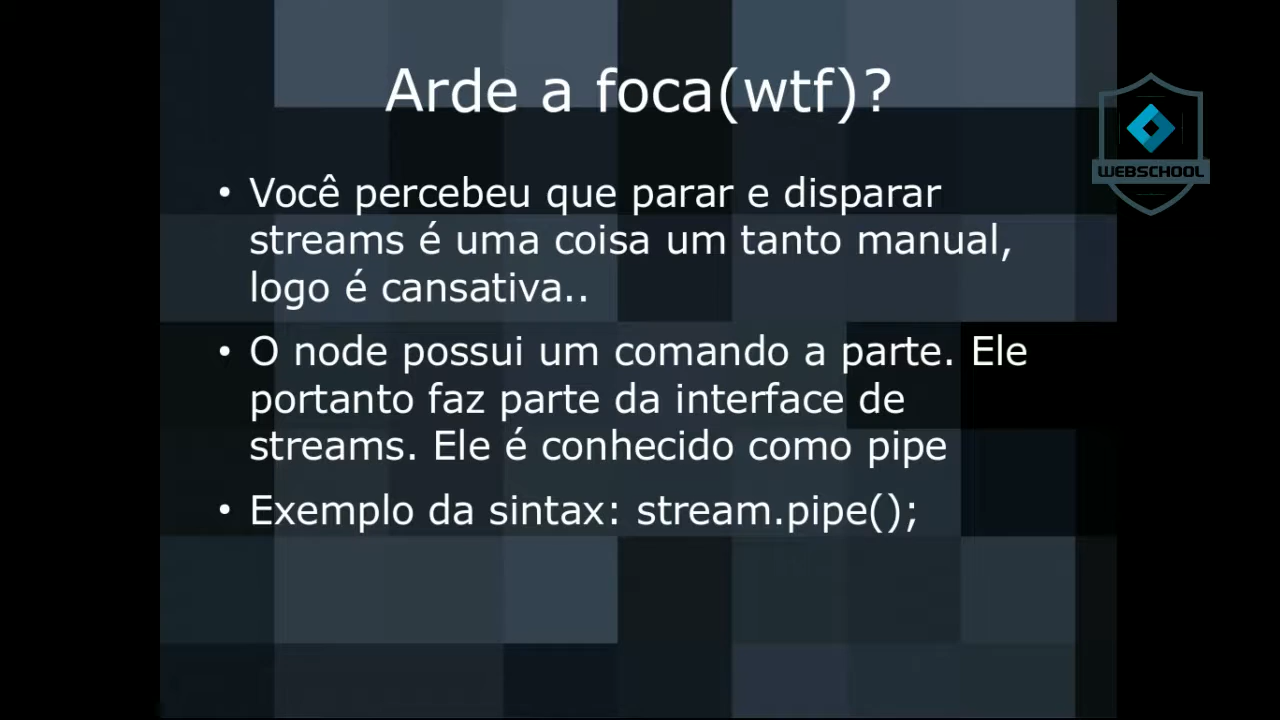 Arde a foca(wtf)?
WEBSCHOOL
• Você percebeu que parar e disparar
streams é uma coisa um tanto manual,
logo é cansativa..
• O node possui um comando a parte. Ele
portanto faz parte da interface de
streams. Ele é conhecido como pipe
• Exemplo da sintax: stream.pipe();